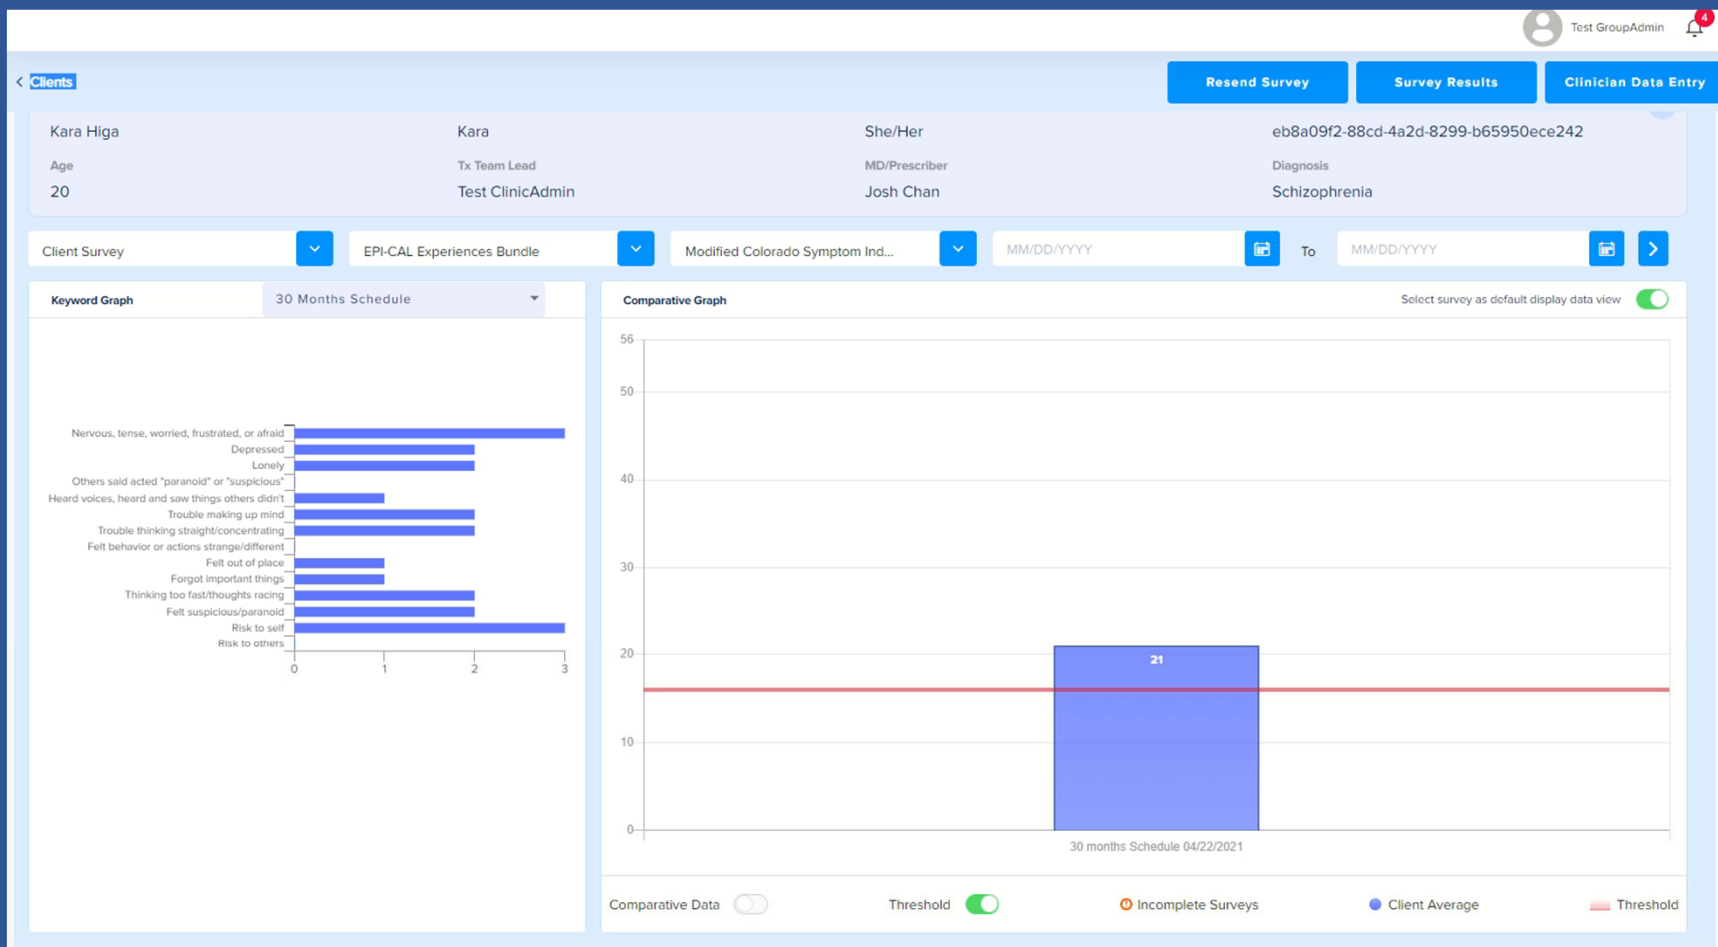 Test GroupAdmin
4
Clients
Resend Survey
Survey Results
Clinician Data Entry
Kara Higa
Kara
She/Her
eb8a09f2-88cd-4a2d-8299-b65950ece242
Age
Tx Team Lead
MD/Prescriber
Diagnosis
20
Test ClinicAdmin
Josh Chan
Schizophrenia
Client Survey
EPI-CAL Experiences Bundle
Modified Colorado Symptom Ind...
MM/DD/YYYY
To
MM/DD/YYYY
Keyword Graph
30 Months Schedule
Nervous, tense, worried, frustrated, or afraid
Depressed
Lonely
Others said acted "paranoid" or "suspicious"
Heard voices, heard and saw things others didn't
Trouble making up mind
Trouble thinking straight/concentrating
Felt behavior or actions strange/different
Felt out of place
Forgot important things
Thinking too fast/thoughts racing
Felt suspicious/paranoid
Risk to self
Risk to others
0 1 2 3
Comparative Graph
Select survey as default display data view
56
50
40
30
20
10
0
21
30 months Schedule 04/22/2021
Comparative Data
Threshold
Incomplete Surveys
Client Average
Threshold